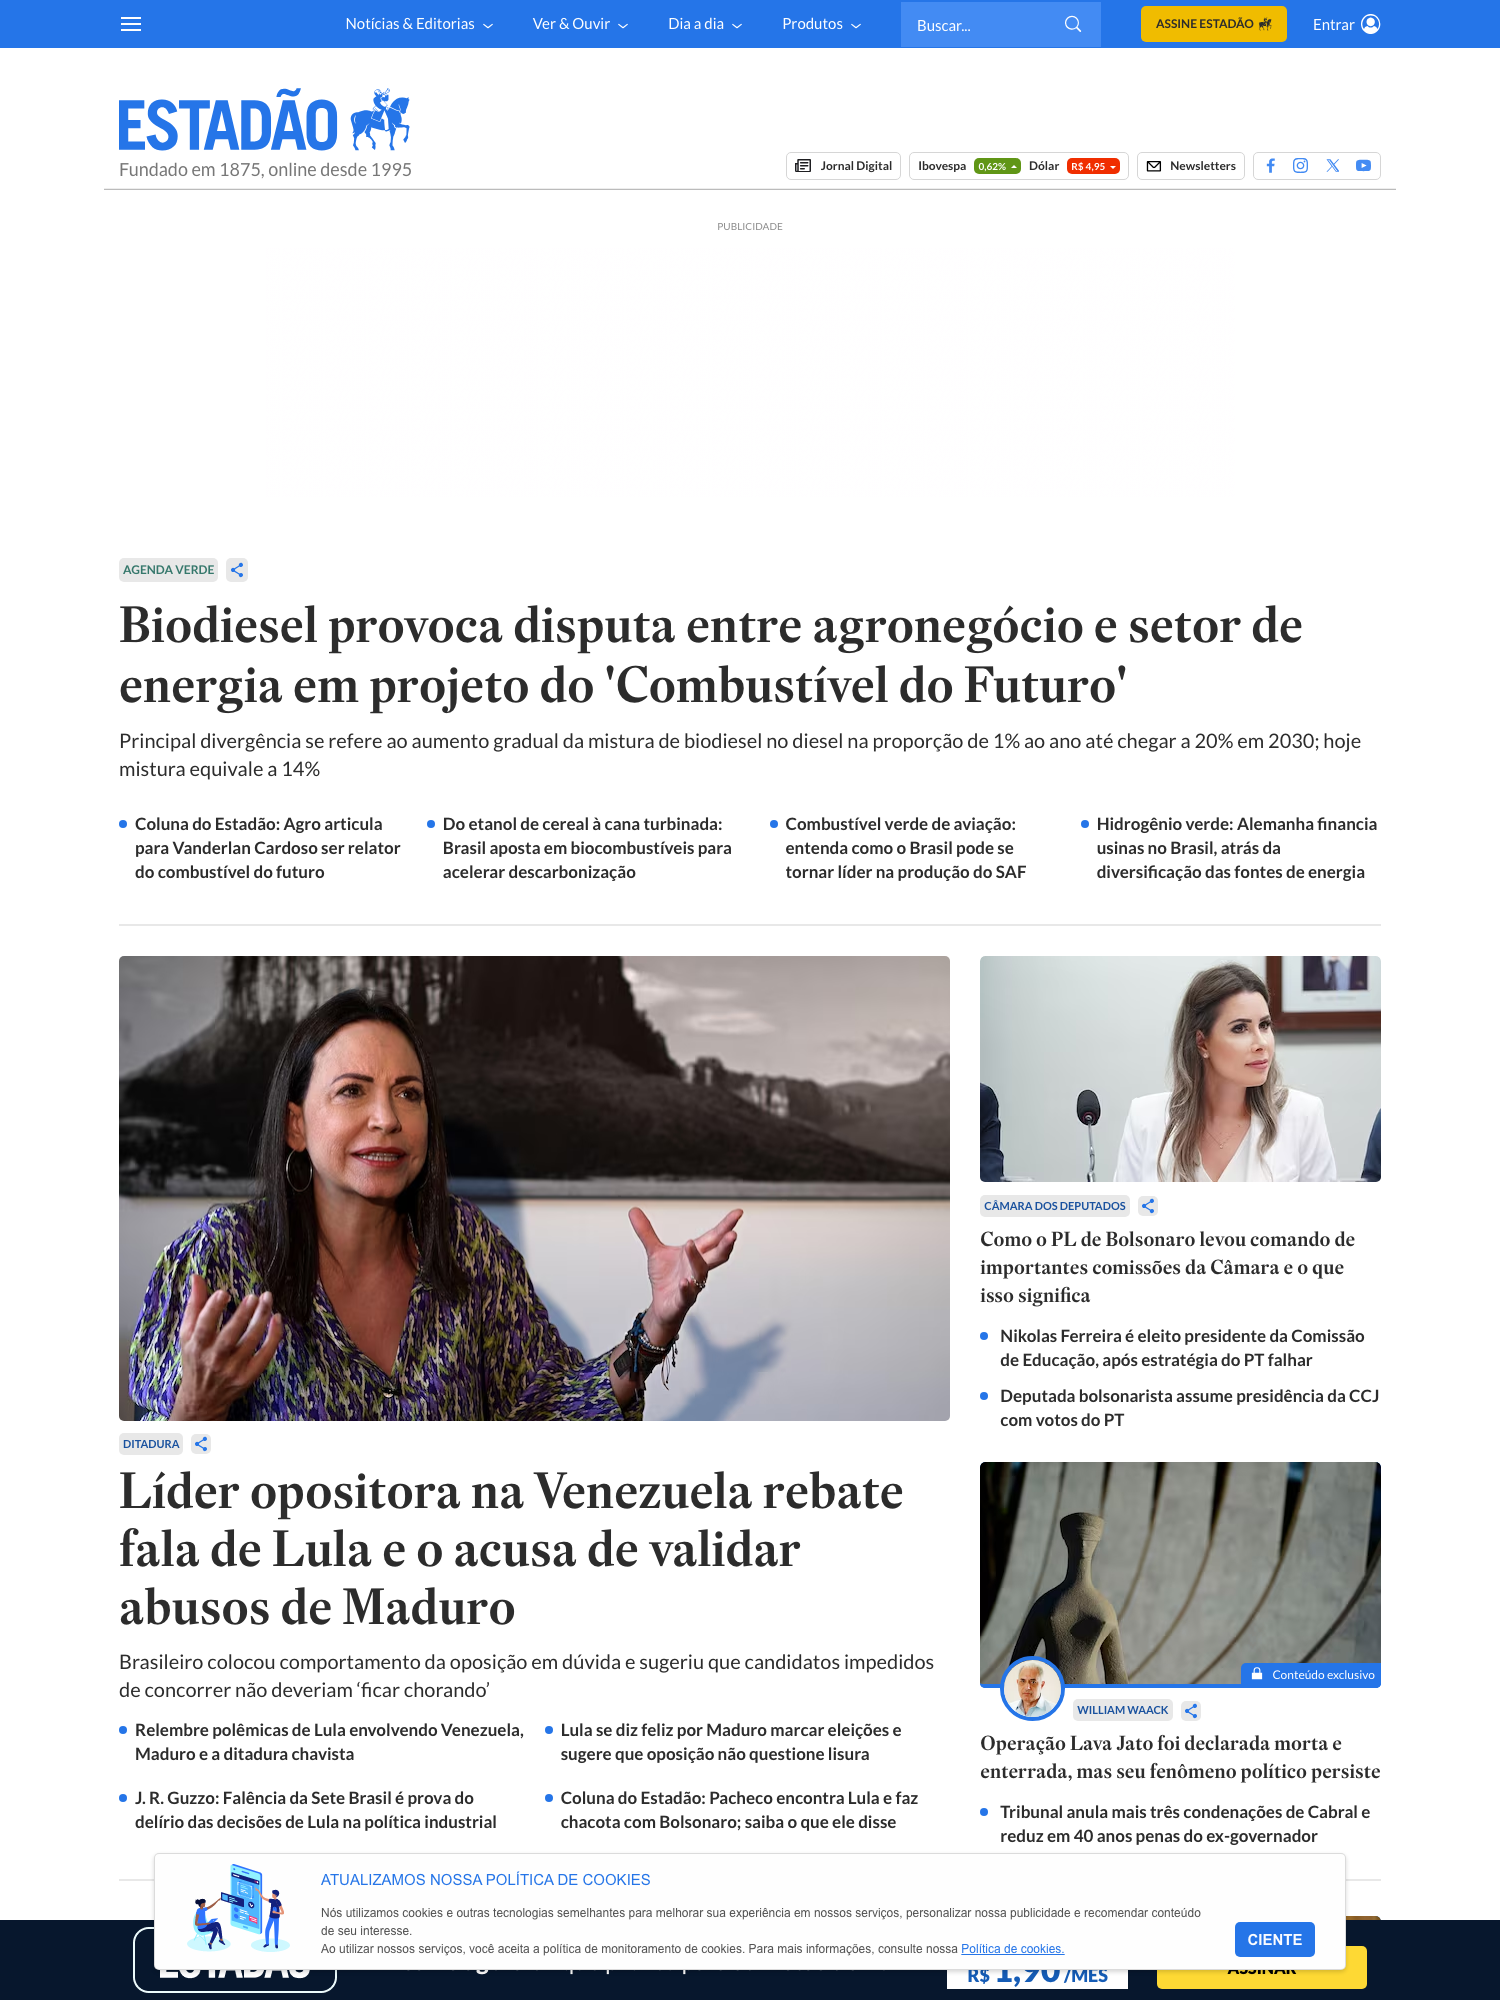 Notícias & Editorias
Ver & Ouvir
Dia a dia
Produtos
Buscar...
ASSINE ESTADÃO
Entrar
ESTADÃO
Fundado em 1875, online desde 1995
Jornal Digital
Ibovespa 0,62% Dólar R$ 4,95
Newsletters
PUBLICIDADE
AGENDA VERDE
Biodiesel provoca disputa entre agronegócio e setor de
energia em projeto do 'Combustível do Futuro'
Principal divergência se refere ao aumento gradual da mistura de biodiesel no diesel na proporção de 1% ao ano até chegar a 20% em 2030; hoje
mistura equivale a 14%
Coluna do Estadão: Agro articula
para Vanderlan Cardoso ser relator
do combustível do futuro
Do etanol de cereal à cana turbinada:
Brasil aposta em biocombustíveis para
acelerar descarbonização
Combustível verde de aviação:
entenda como o Brasil pode se
tornar líder na produção do SAF
Hidrogênio verde: Alemanha financia
usinas no Brasil, atrás da
diversificação das fontes de energia
DITADURA
Líder opositora na Venezuela rebate
fala de Lula e o acusa de validar
abusos de Maduro
Brasileiro colocou comportamento da oposição em dúvida e sugeriu que candidatos impedidos
de concorrer não deveriam ‘ficar chorando’
Relembre polêmicas de Lula envolvendo Venezuela,
Maduro e a ditadura chavista
Lula se diz feliz por Maduro marcar eleições e
sugere que oposição não questione lisura
J. R. Guzzo: Falência da Sete Brasil é prova do
delírio das decisões de Lula na política industrial
Coluna do Estadão: Pacheco encontra Lula e faz
chacota com Bolsonaro; saiba o que ele disse
CÂMARA DOS DEPUTADOS
Como o PL de Bolsonaro levou comando de
importantes comissões da Câmara e o que
isso significa
Nikolas Ferreira é eleito presidente da Comissão
de Educação, após estratégia do PT falhar
Deputada bolsonarista assume presidência da CCJ
com votos do PT
Conteúdo exclusivo
WILLIAM WAACK
Operação Lava Jato foi declarada morta e
enterrada, mas seu fenômeno político persiste
Tribunal anula mais três condenações de Cabral e
reduz em 40 anos penas do ex-governador
ATUALIZAMOS NOSSA POLÍTICA DE COOKIES
Nós utilizamos cookies e outras tecnologias semelhantes para melhorar sua experiência em nossos serviços, personalizar nossa publicidade e recomendar conteúdo
de seu interesse.
Ao utilizar nossos serviços, você aceita a política de monitoramento de cookies. Para mais informações, consulte nossa Política de cookies.
CIENTE
ESTADÃO
R$ 1,90 /MÊS
ASSINAR